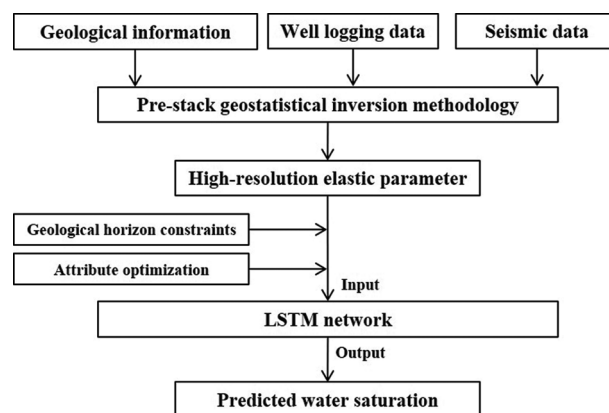 Geological information
Well logging data
Seismic data
Pre-stack geostatistical inversion methodology
High-resolution elastic parameter
Geological horizon constraints
Attribute optimization
Input
LSTM network
Output
Predicted water saturation